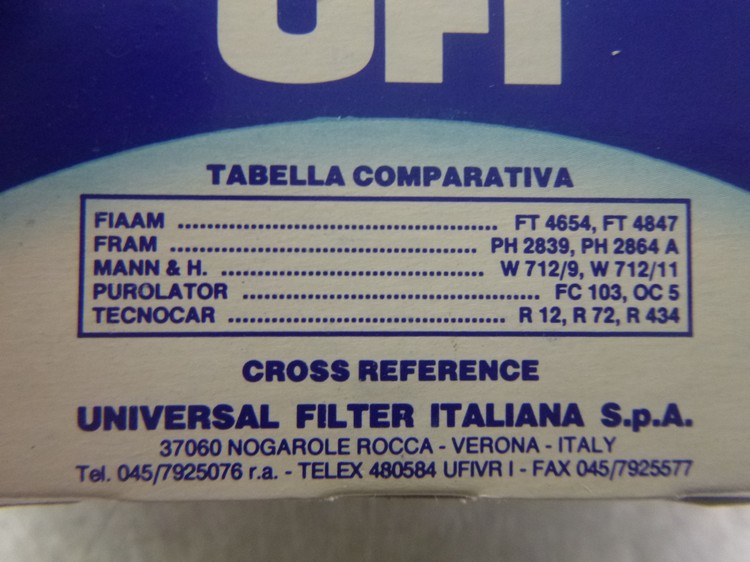 UFI
TABELLA COMPARATIVA
FIAAM ................................................ FT 4654, FT 4847
FRAM ................................................ PH 2839, PH 2864 A
MANN & H. ........................................ W 712/9, W 712/11
PUROLATOR ............................................. FC 103, OC 5
TECNOCAR .......................................... R 12, R 72, R 434
CROSS REFERENCE
UNIVERSAL FILTER ITALIANA S.p.A.
37060 NOGAROLE ROCCA - VERONA - ITALY
Tel. 045/7925076 r.a. - TELEX 480584 UFIVR I - FAX 045/7925577